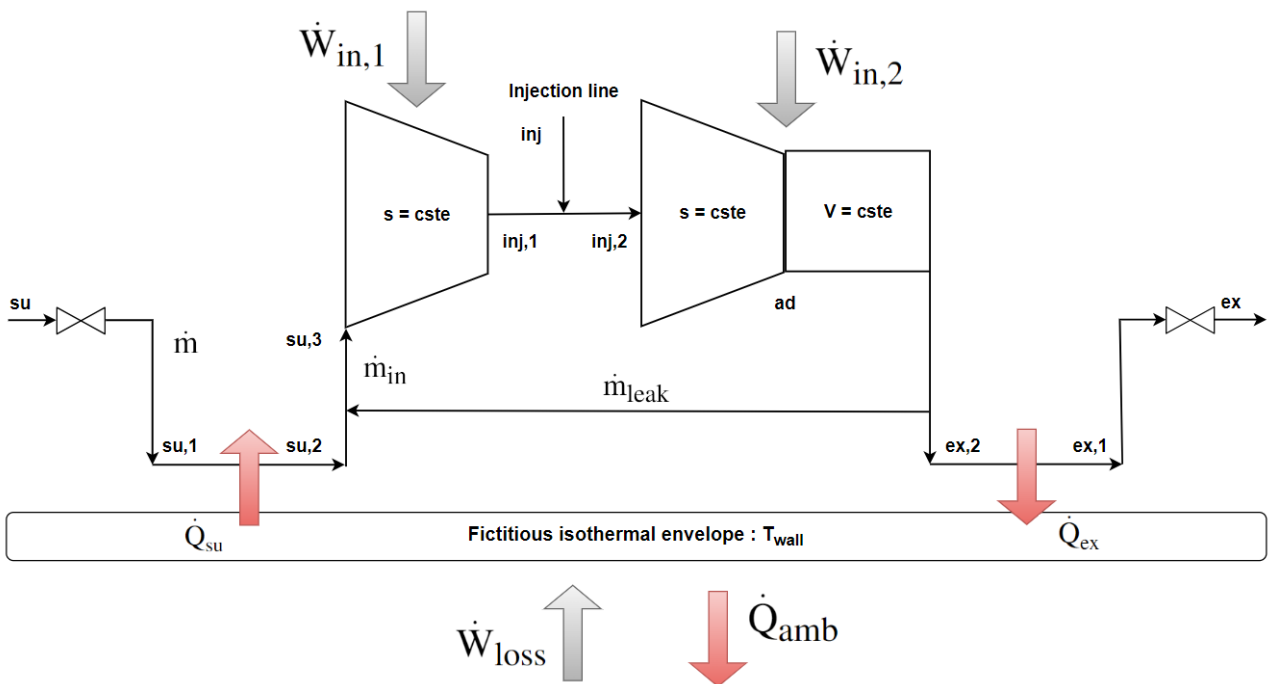 Ẇin,1
Ẇin,2
Injection line
inj
s = cste
s = cste
V = cste
inj,1
inj,2
su
ad
ex
ṁ
su,3
ṁin
ṁleak
su,1
su,2
ex,2
ex,1
Q̇su
Fictitious isothermal envelope : Twall
Q̇ex
Ẇloss
Q̇amb